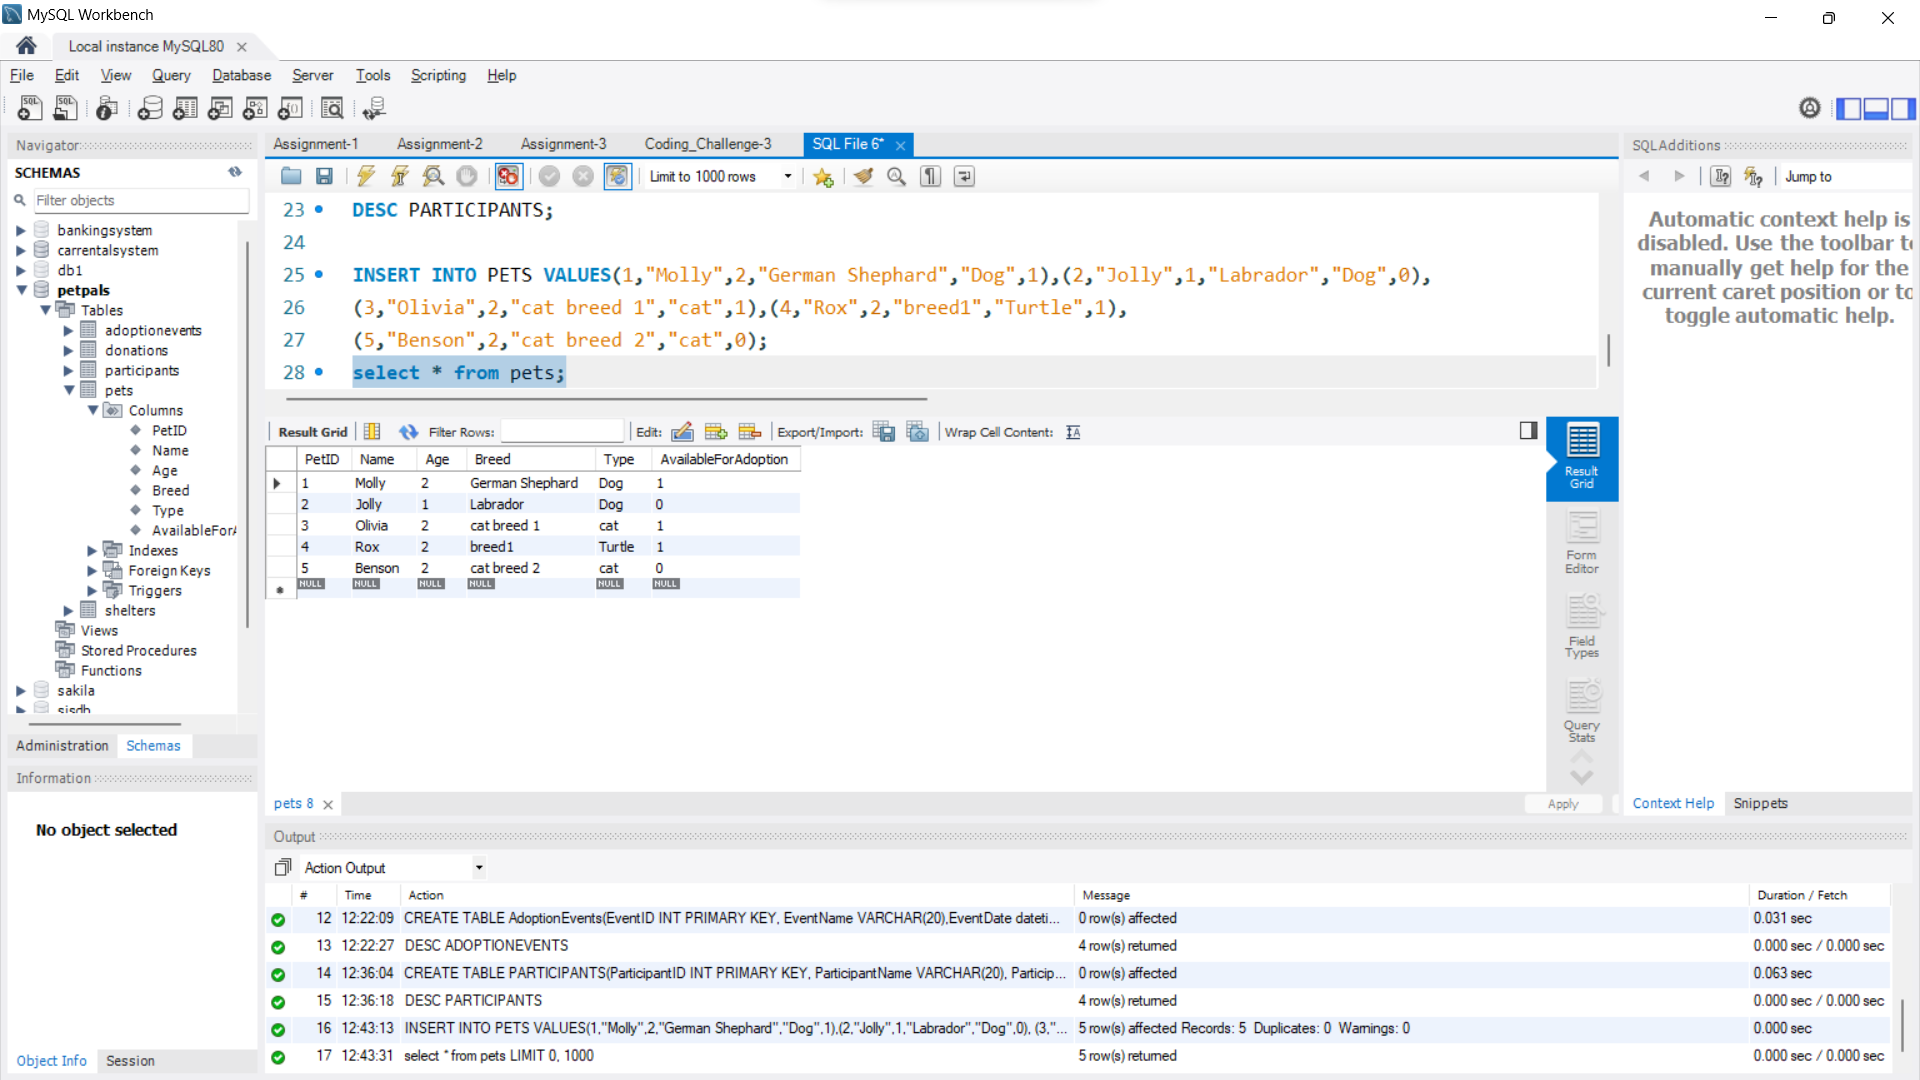 MySQL Workbench
Local instance MySQL80
File Edit View Query Database Server Tools Scripting Help
Navigator
SCHEMAS
Filter objects
bankingsystem
carrentalsystem
db1
petpals
Tables
adoptionevents
donations
participants
pets
Columns
PetID
Name
Age
Breed
Type
AvailableForA
Indexes
Foreign Keys
Triggers
shelters
Views
Stored Procedures
Functions
sakila
sisdb
Administration Schemas
Information
No object selected
Object Info Session
Assignment-1 Assignment-2 Assignment-3 Coding_Challenge-3 SQL File 6*
Limit to 1000 rows
23 DESC PARTICIPANTS;
24
25 INSERT INTO PETS VALUES(1,"Molly",2,"German Shephard","Dog",1),(2,"Jolly",1,"Labrador","Dog",0),
26 (3,"Olivia",2,"cat breed 1","cat",1),(4,"Rox",2,"breed1","Turtle",1),
27 (5,"Benson",2,"cat breed 2","cat",0);
28 select * from pets;
Result Grid Filter Rows: Edit: Export/Import: Wrap Cell Content:
PetID Name Age Breed Type AvailableForAdoption
1 Molly 2 German Shephard Dog 1
2 Jolly 1 Labrador Dog 0
3 Olivia 2 cat breed 1 cat 1
4 Rox 2 breed1 Turtle 1
5 Benson 2 cat breed 2 cat 0
NULL NULL NULL NULL NULL NULL
Result
Grid
Form
Editor
Field
Types
Query
Stats
pets 8
Apply
SQLAdditions
Jump to
Automatic context help is
disabled. Use the toolbar to
manually get help for the
current caret position or to
toggle automatic help.
Context Help Snippets
Output
Action Output
# Time Action Message Duration / Fetch
12 12:22:09 CREATE TABLE AdoptionEvents(EventID INT PRIMARY KEY, EventName VARCHAR(20),EventDate dateti... 0 row(s) affected 0.031 sec
13 12:22:27 DESC ADOPTIONEVENTS 4 row(s) returned 0.000 sec / 0.000 sec
14 12:36:04 CREATE TABLE PARTICIPANTS(ParticipantID INT PRIMARY KEY, ParticipantName VARCHAR(20), Particip... 0 row(s) affected 0.063 sec
15 12:36:18 DESC PARTICIPANTS 4 row(s) returned 0.000 sec / 0.000 sec
16 12:43:13 INSERT INTO PETS VALUES(1,"Molly",2,"German Shephard","Dog",1),(2,"Jolly",1,"Labrador","Dog",0), (3,"... 5 row(s) affected Records: 5 Duplicates: 0 Warnings: 0 0.000 sec
17 12:43:31 select * from pets LIMIT 0, 1000 5 row(s) returned 0.000 sec / 0.000 sec